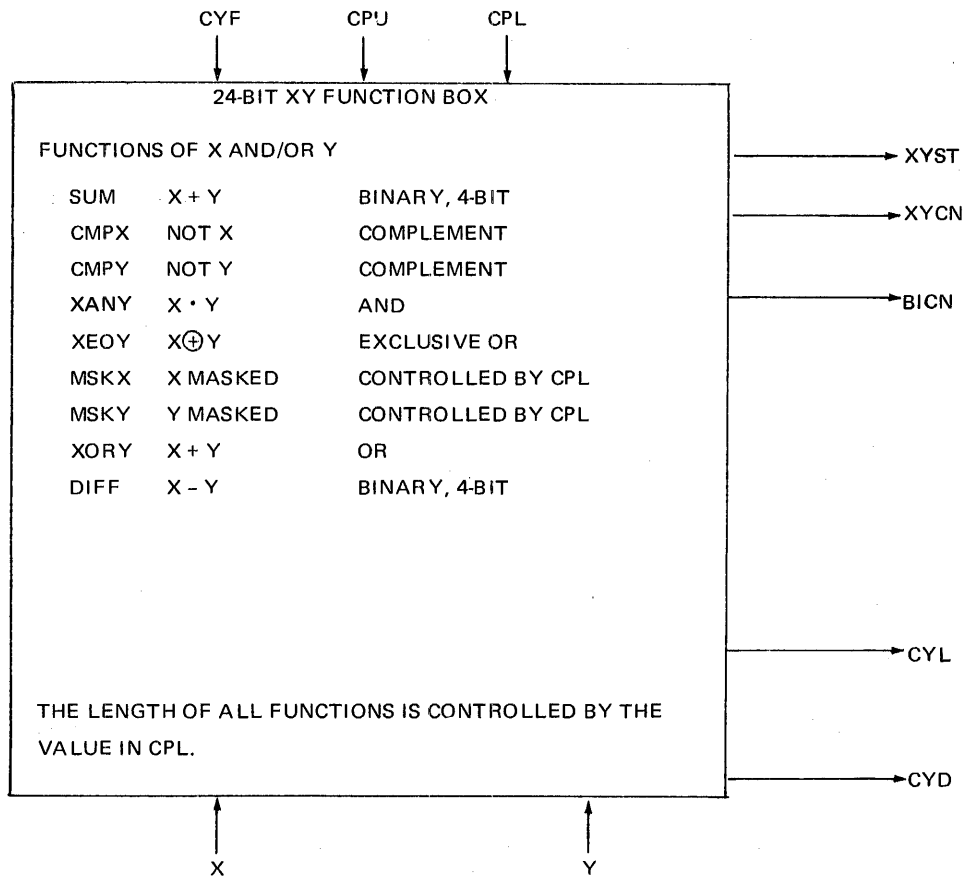 CYF CPU CPL
24-BIT XY FUNCTION BOX
FUNCTIONS OF X AND/OR Y
XYST
SUM X + Y BINARY, 4-BIT
XYCN
CMPX NOT X COMPLEMENT
CMPY NOT Y COMPLEMENT
XANY X • Y AND
BICN
XEOY X⊕Y EXCLUSIVE OR
MSKX X MASKED CONTROLLED BY CPL
MSKY Y MASKED CONTROLLED BY CPL
XORY X + Y OR
DIFF X – Y BINARY, 4-BIT
CYL
THE LENGTH OF ALL FUNCTIONS IS CONTROLLED BY THE
VALUE IN CPL.
CYD
X Y